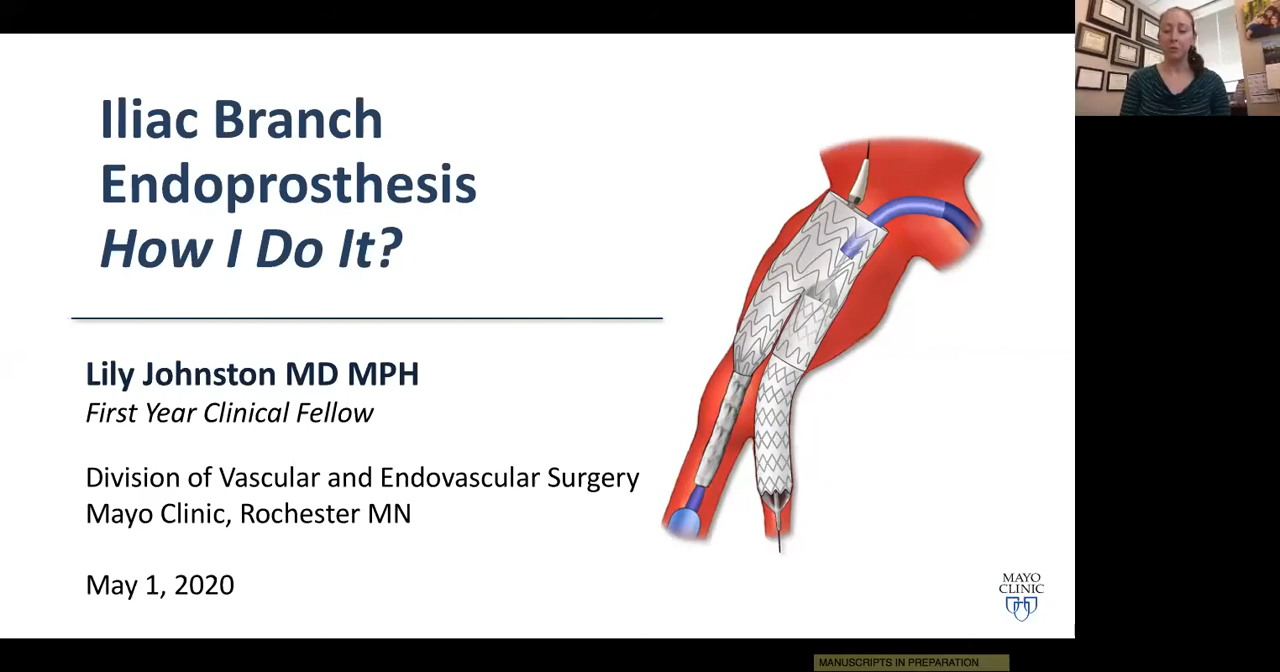 Iliac Branch
Endoprosthesis
How I Do It?
Lily Johnston MD MPH
First Year Clinical Fellow
Division of Vascular and Endovascular Surgery
Mayo Clinic, Rochester MN
May 1, 2020
MAYO
CLINIC
MANUSCRIPTS IN PREPARATION